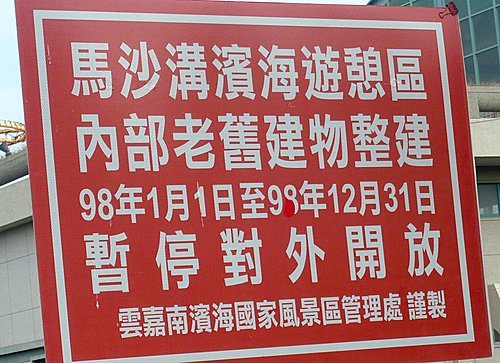 馬沙溝濱海遊憩區
內部老舊建物整建
98年1月1日至98年12月31日
暫停對外開放
雲嘉南濱海國家風景區管理處 謹製